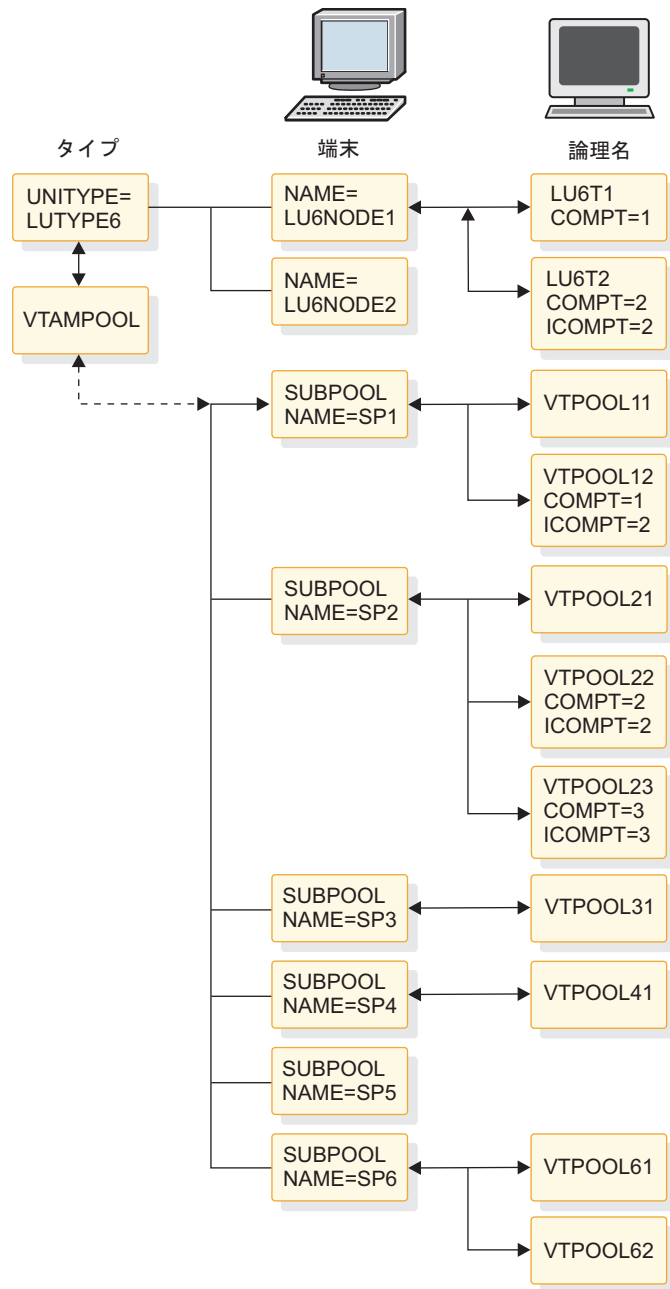 タイプ
端末
論理名
UNITYPE=
LUTYPE6
NAME=
LU6NODE1
LU6T1
COMPT=1
NAME=
LU6NODE2
LU6T2
COMPT=2
ICOMPT=2
VTAMPOOL
SUBPOOL
NAME=SP1
VTPOOL11
VTPOOL12
COMPT=1
ICOMPT=2
SUBPOOL
NAME=SP2
VTPOOL21
VTPOOL22
COMPT=2
ICOMPT=2
VTPOOL23
COMPT=3
ICOMPT=3
SUBPOOL
NAME=SP3
VTPOOL31
SUBPOOL
NAME=SP4
VTPOOL41
SUBPOOL
NAME=SP5
SUBPOOL
NAME=SP6
VTPOOL61
VTPOOL62